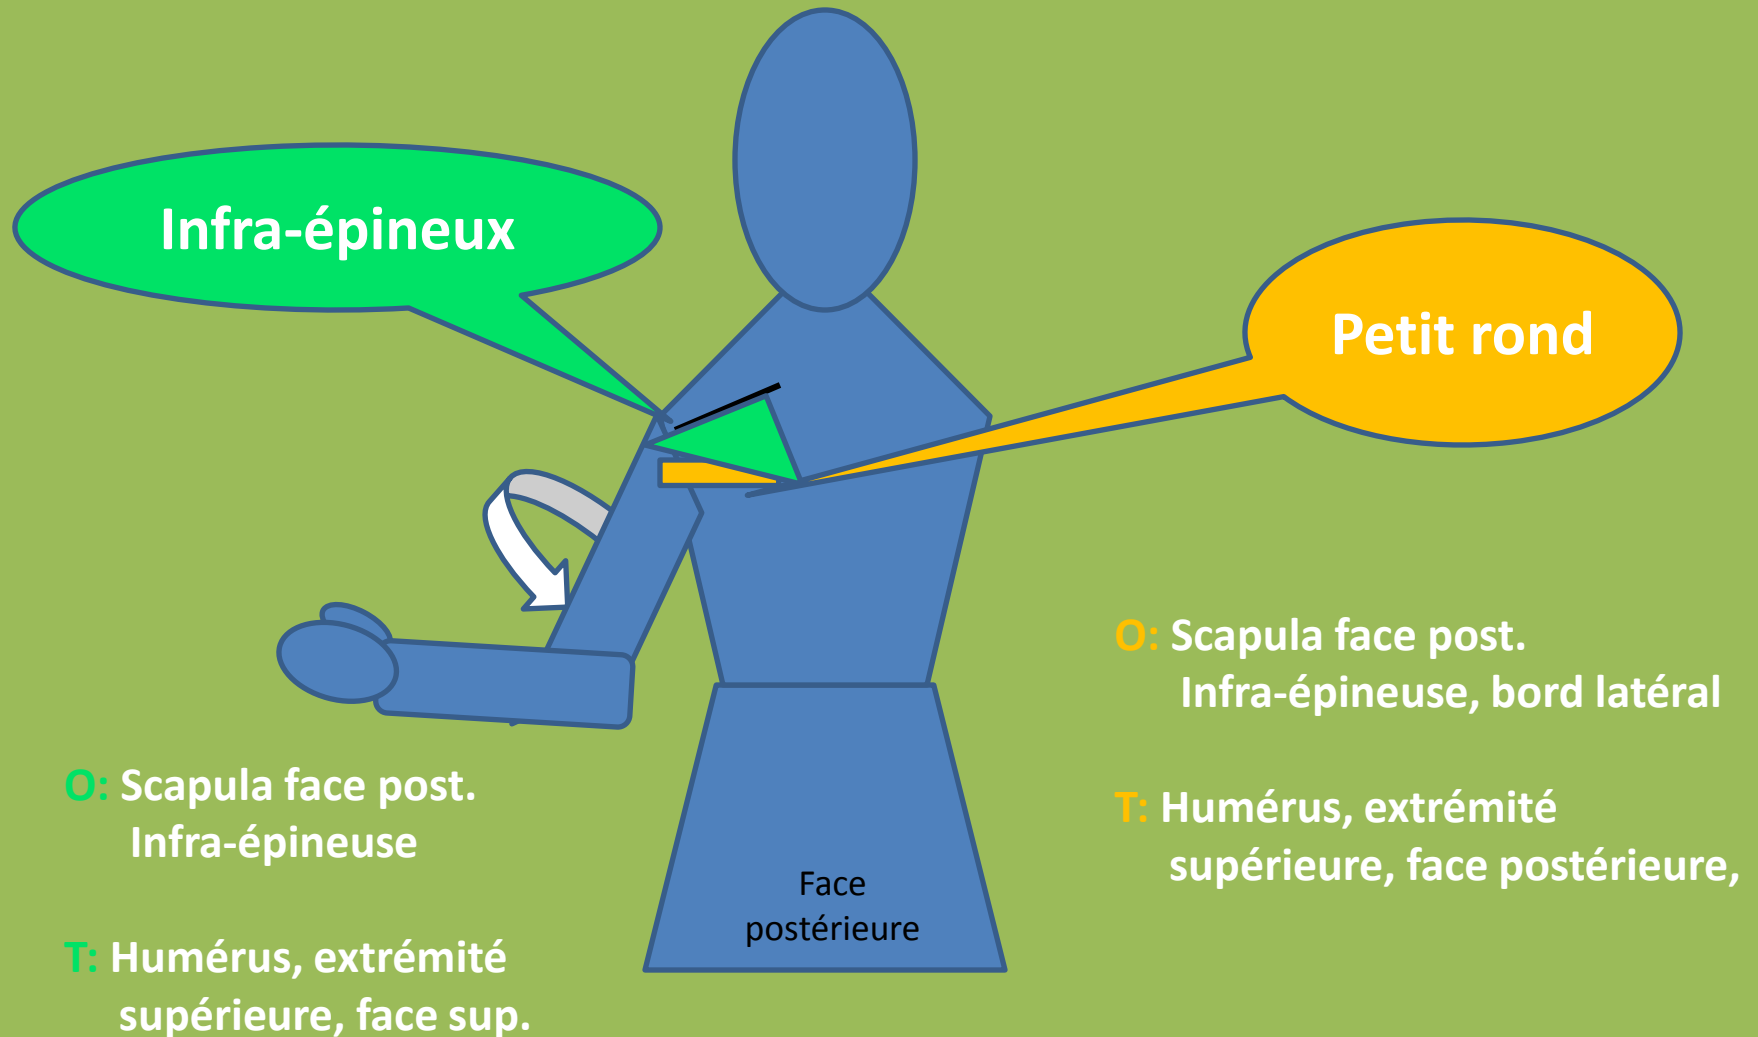 Infra-épineux
Petit rond
O: Scapula face post.
Infra-épineuse, bord latéral
T: Humérus, extrémité
supérieure, face postérieure,
O: Scapula face post.
Infra-épineuse
T: Humérus, extrémité
supérieure, face sup.
Face
postérieure